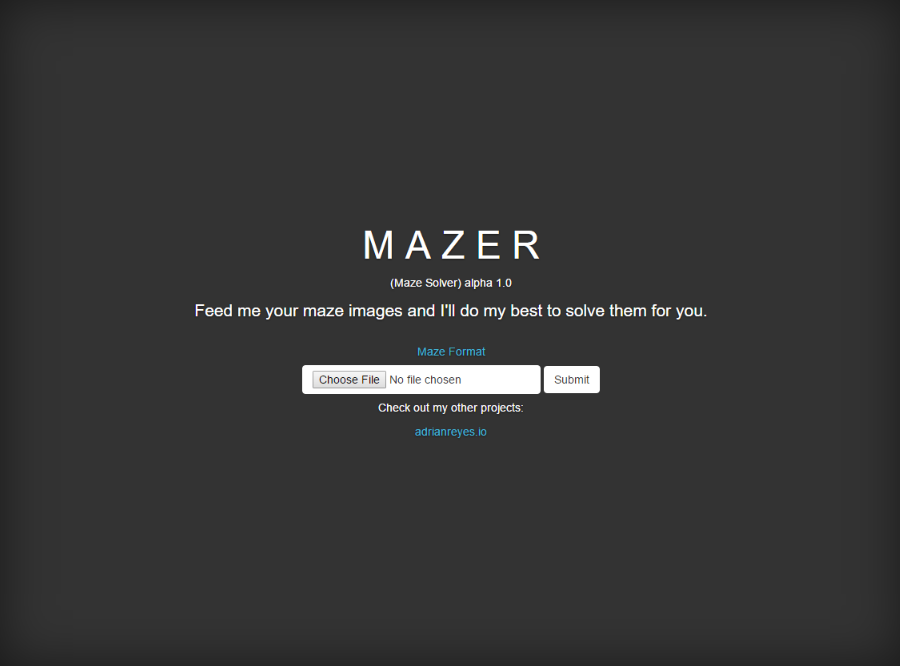 MAZER
(Maze Solver) alpha 1.0
Feed me your maze images and I'll do my best to solve them for you.
Maze Format
Choose File No file chosen Submit
Check out my other projects:
adrianreyes.io